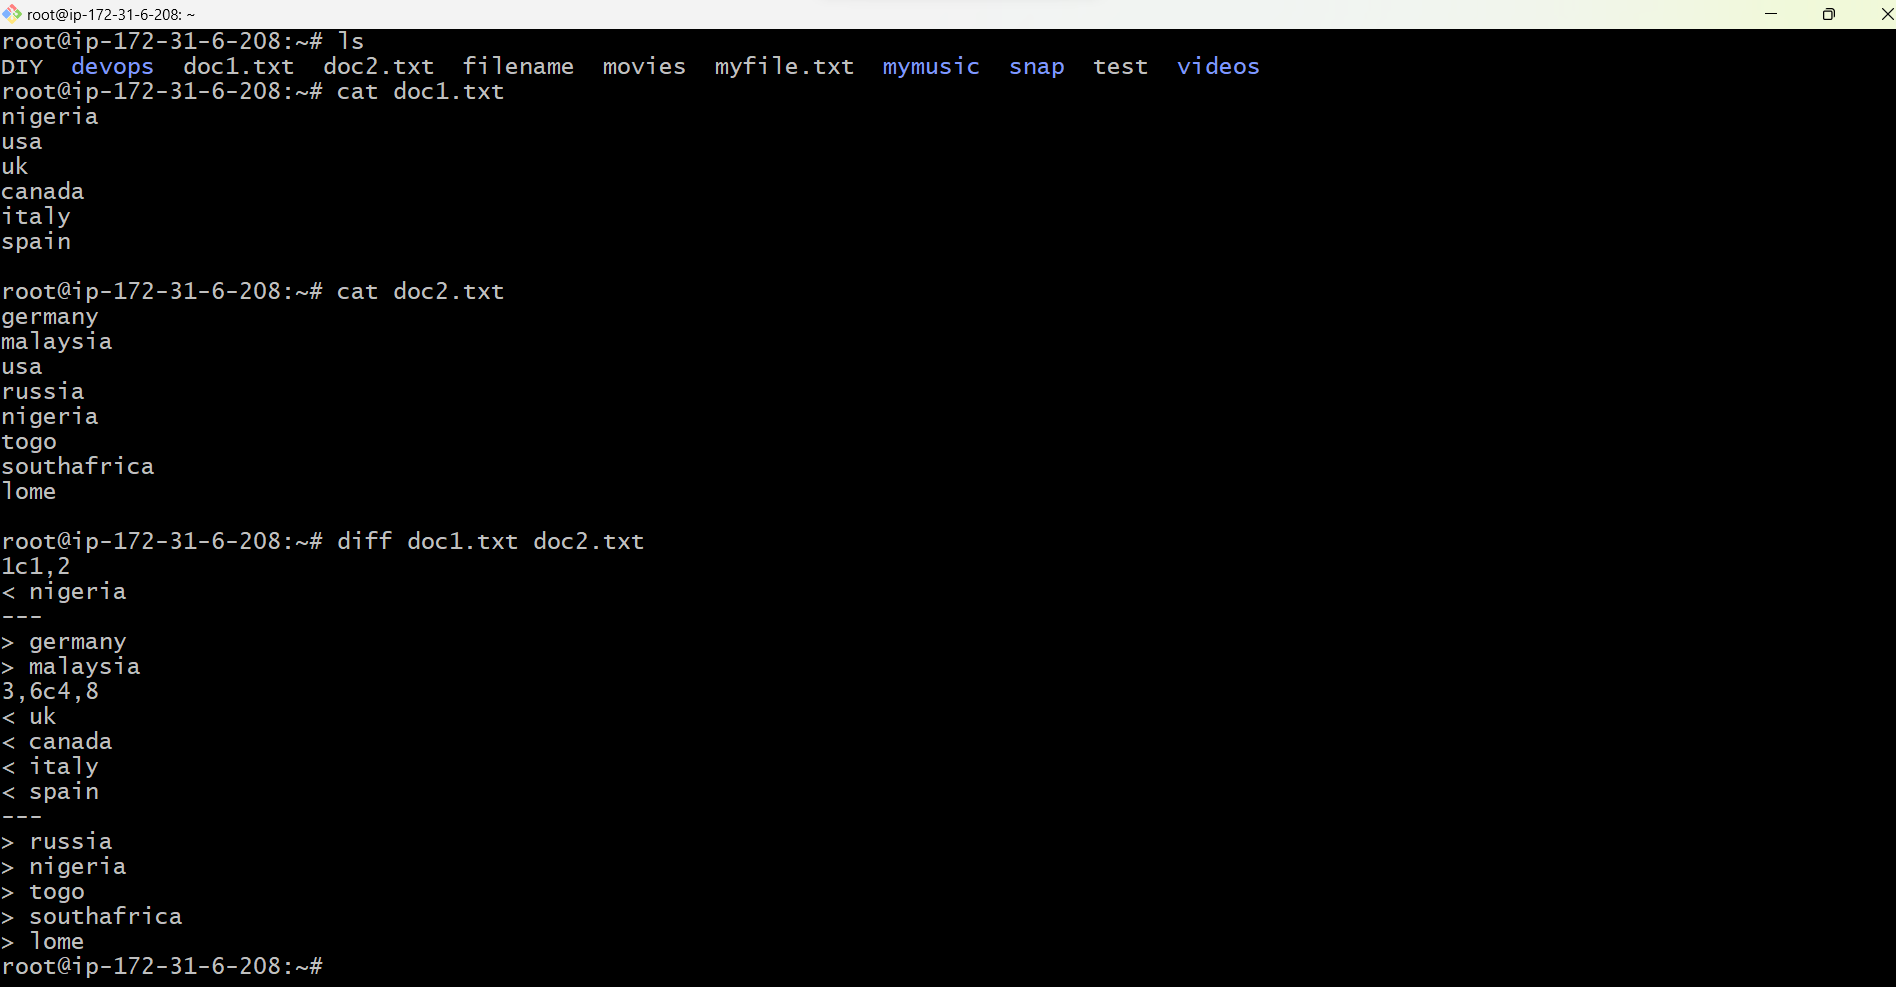 root@ip-172-31-6-208: ~
root@ip-172-31-6-208:~# ls
DIY  devops  doc1.txt  doc2.txt  filename  movies  myfile.txt  mymusic  snap  test  videos
root@ip-172-31-6-208:~# cat doc1.txt
nigeria
usa
uk
canada
italy
spain

root@ip-172-31-6-208:~# cat doc2.txt
germany
malaysia
usa
russia
nigeria
togo
southafrica
lome

root@ip-172-31-6-208:~# diff doc1.txt doc2.txt
1c1,2
< nigeria
---
> germany
> malaysia
3,6c4,8
< uk
< canada
< italy
< spain
---
> russia
> nigeria
> togo
> southafrica
> lome
root@ip-172-31-6-208:~#